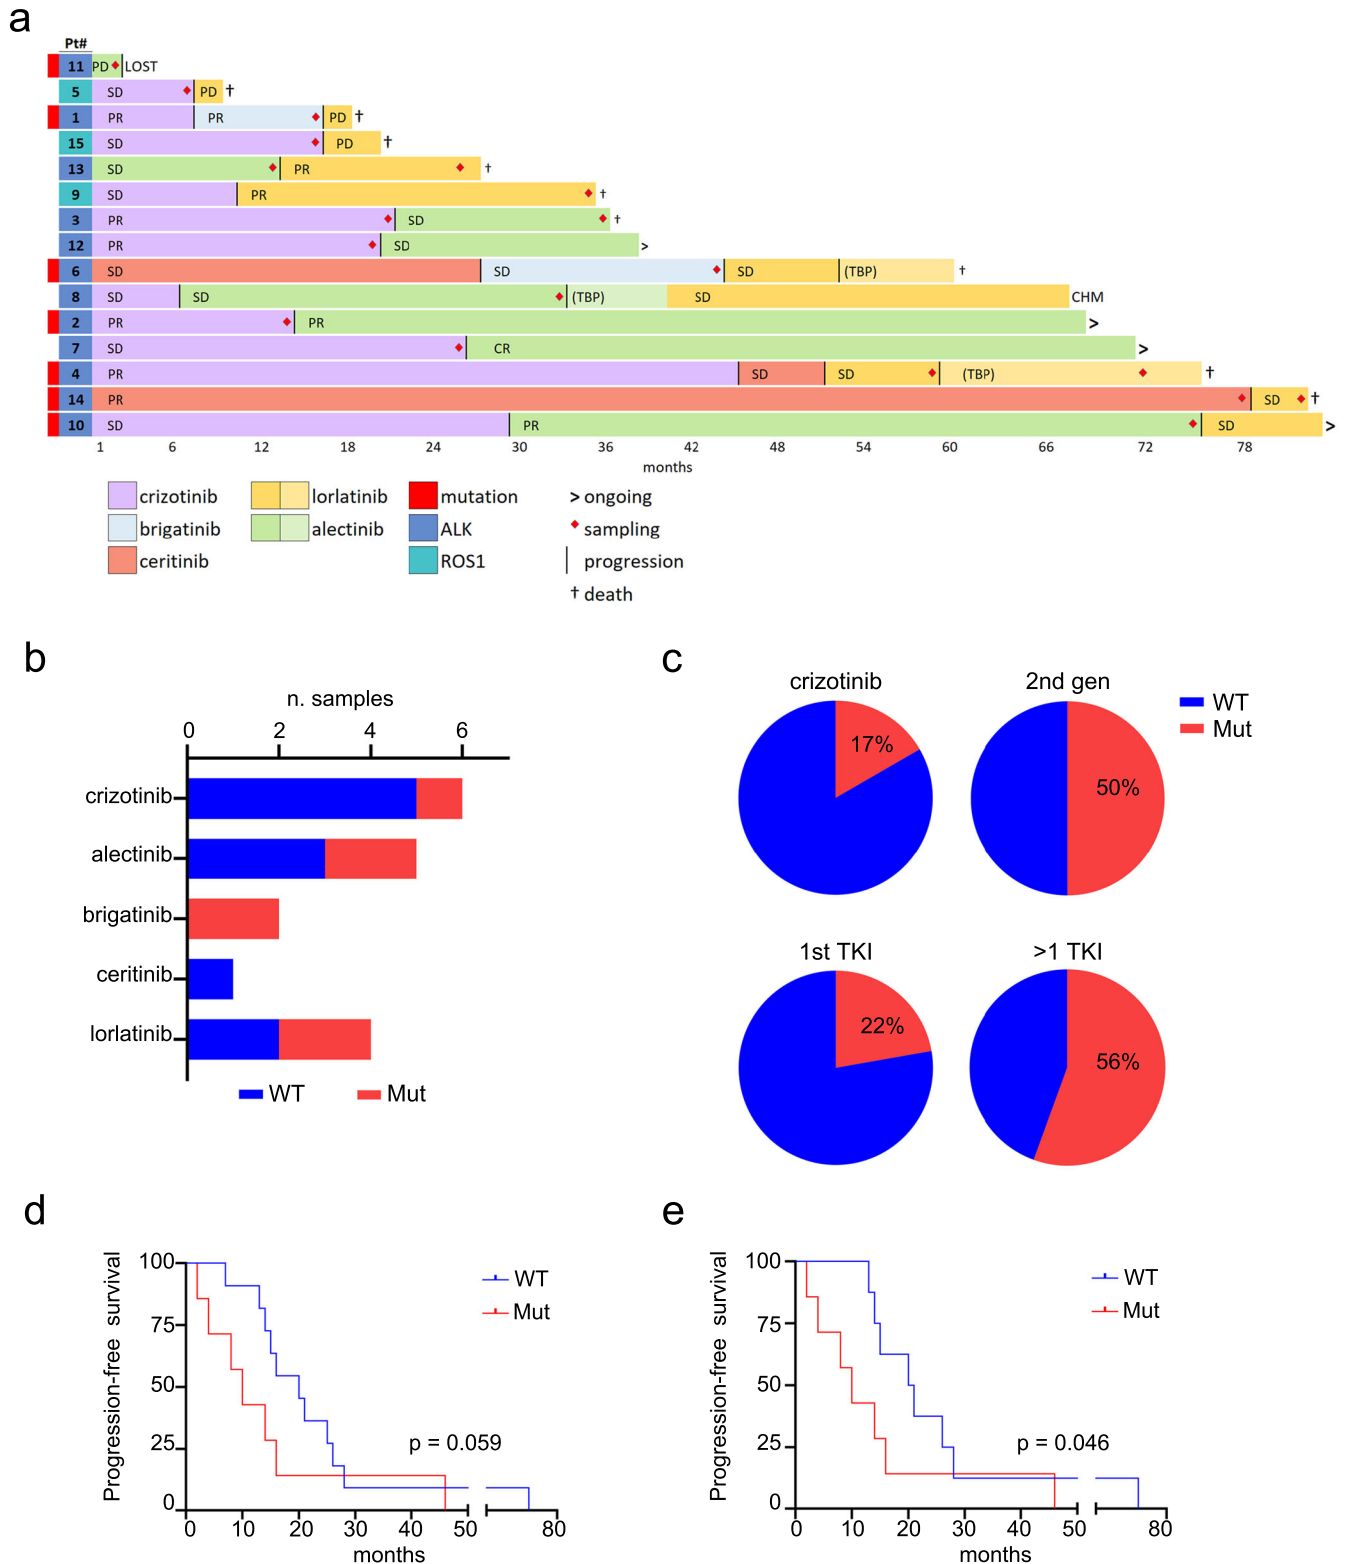 a
Pt#
11 PD LOST
5 SD PD †
1 PR PR PD †
15 SD PD †
13 SD PR †
9 SD PR †
3 PR SD †
12 PR SD >
6 SD SD SD (TBP) †
8 SD SD (TBP) SD CHM
2 PR PR >
7 SD CR >
4 PR SD SD (TBP) †
14 PR SD †
10 SD PR SD >
1 6 12 18 24 30 36 42 48 54 60 66 72 78
months
crizotinib lorlatinib mutation > ongoing
brigatinib alectinib ALK sampling
ceritinib ROS1 progression
† death
b
n. samples
0 2 4 6
crizotinib
alectinib
brigatinib
ceritinib
lorlatinib
WT Mut
c
crizotinib 2nd gen
WT
Mut
17%
50%
1st TKI >1 TKI
22%
56%
d
Progression-free survival
100
75
50
25
0
WT
Mut
p = 0.059
0 10 20 30 40 50 80
months
e
Progression-free survival
100
75
50
25
0
WT
Mut
p = 0.046
0 10 20 30 40 50 80
months